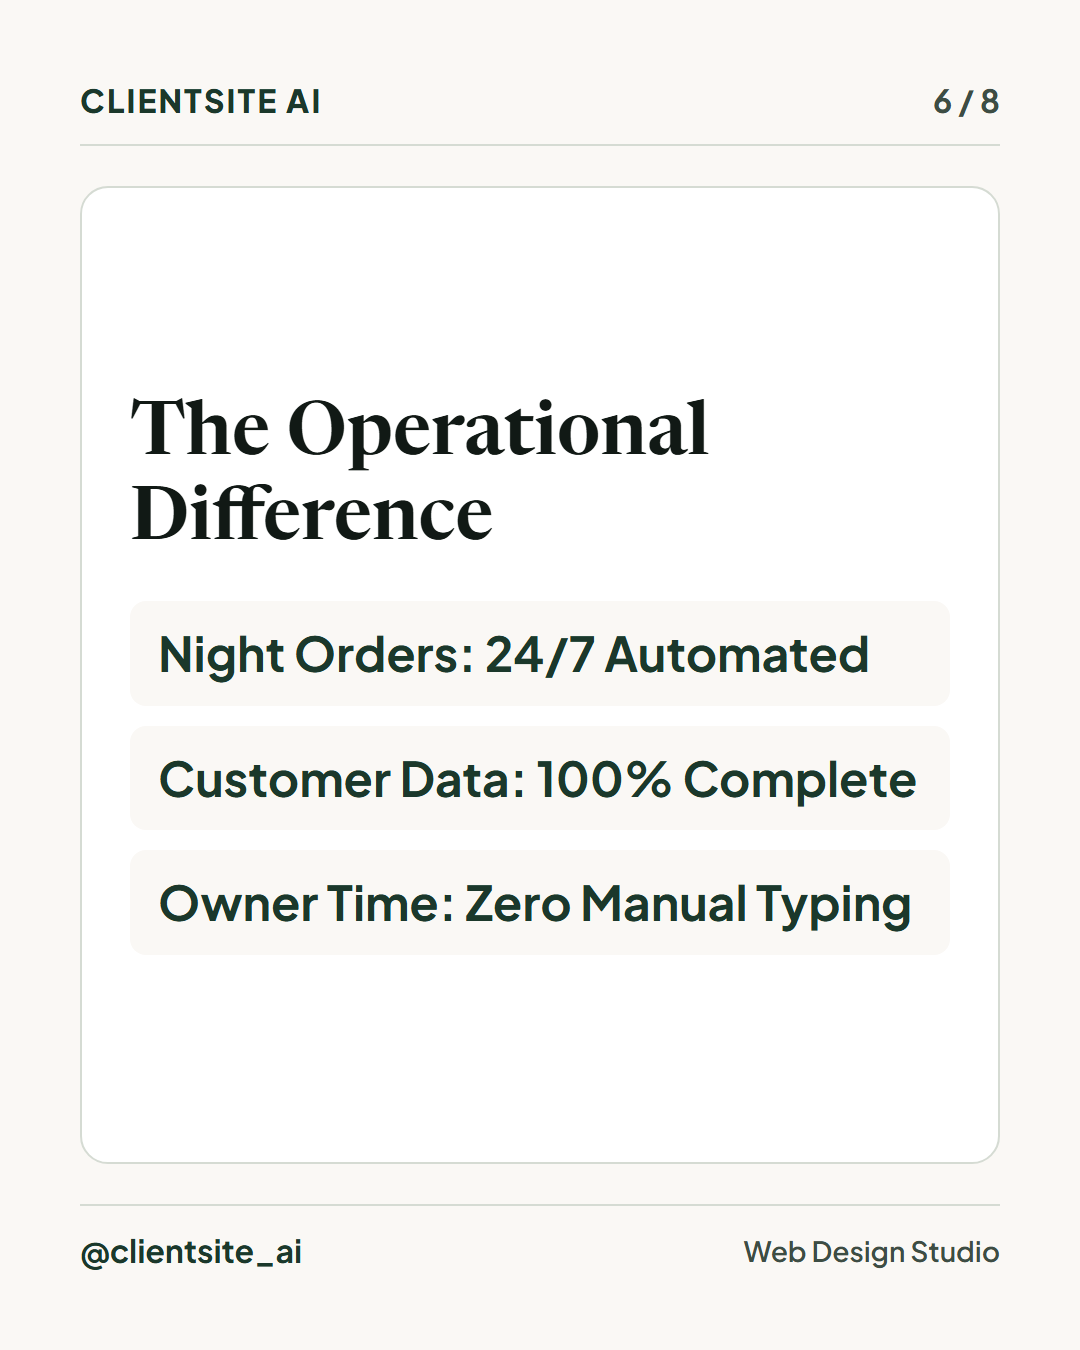 CLIENTSITE AI
6 / 8
The Operational
Difference
Night Orders: 24/7 Automated
Customer Data: 100% Complete
Owner Time: Zero Manual Typing
@clientsite_ai
Web Design Studio